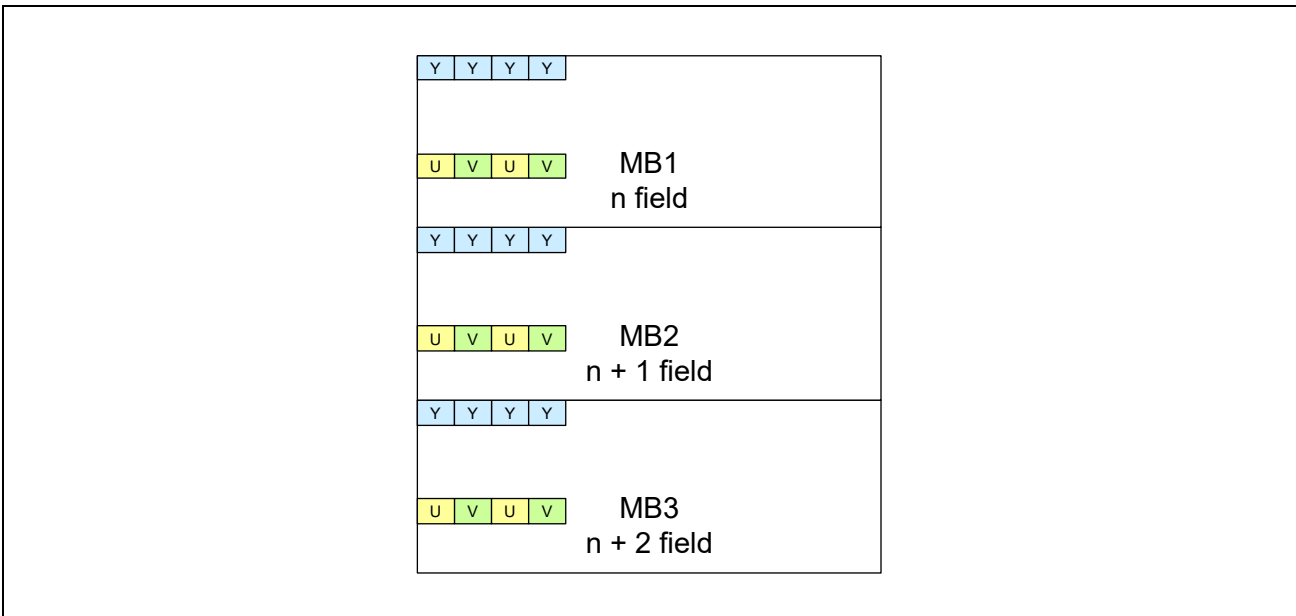 Y Y Y Y
U V U V
MB1
n field
Y Y Y Y
U V U V
MB2
n + 1 field
Y Y Y Y
U V U V
MB3
n + 2 field